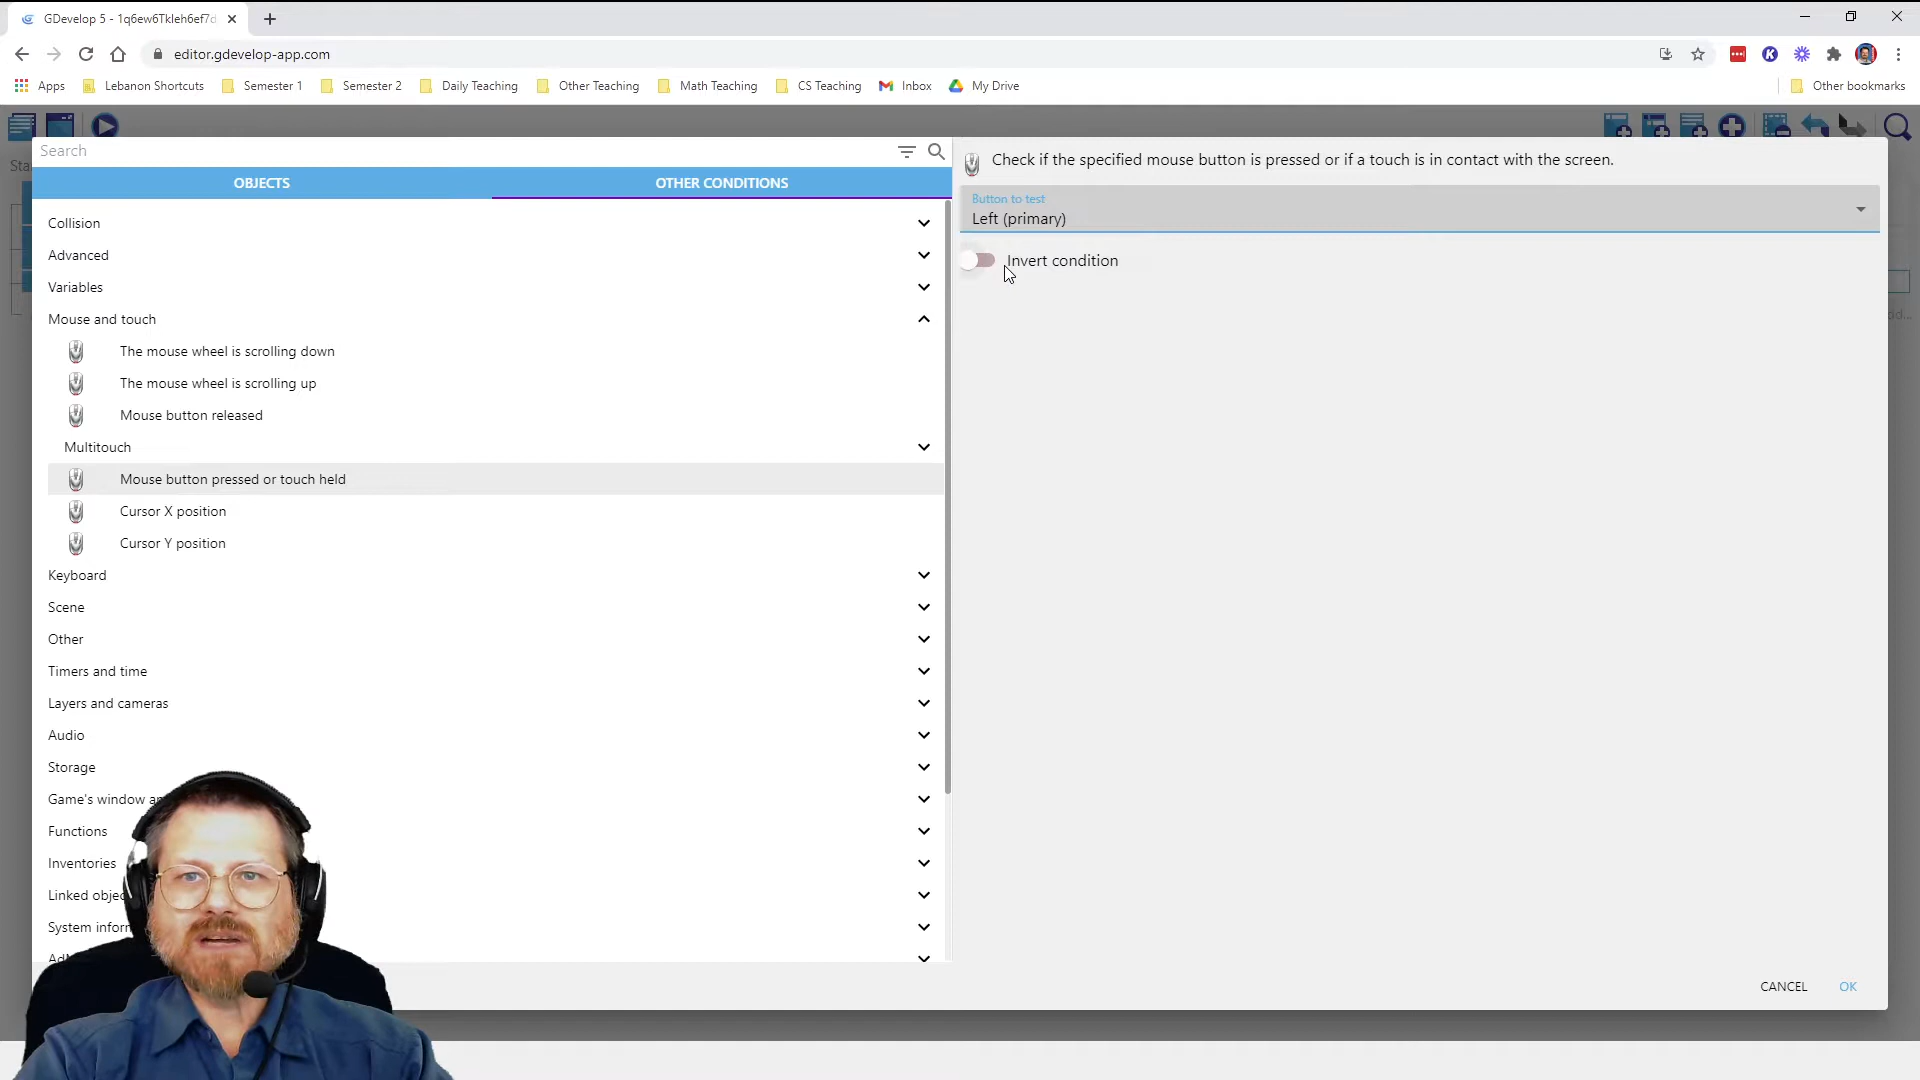 GDevelop 5 - 1q6ew6Tkleh6ef7d
editor.gdevelop-app.com
Apps Lebanon Shortcuts Semester 1 Semester 2 Daily Teaching Other Teaching Math Teaching CS Teaching Inbox My Drive Other bookmarks
Search
OBJECTS OTHER CONDITIONS
Collision
Advanced
Variables
Mouse and touch
The mouse wheel is scrolling down
The mouse wheel is scrolling up
Mouse button released
Multitouch
Mouse button pressed or touch held
Cursor X position
Cursor Y position
Keyboard
Scene
Other
Timers and time
Layers and cameras
Audio
Storage
Game's window
Functions
Inventories
Linked
System
Check if the specified mouse button is pressed or if a touch is in contact with the screen.
Button to test
Left (primary)
Invert condition
CANCEL OK